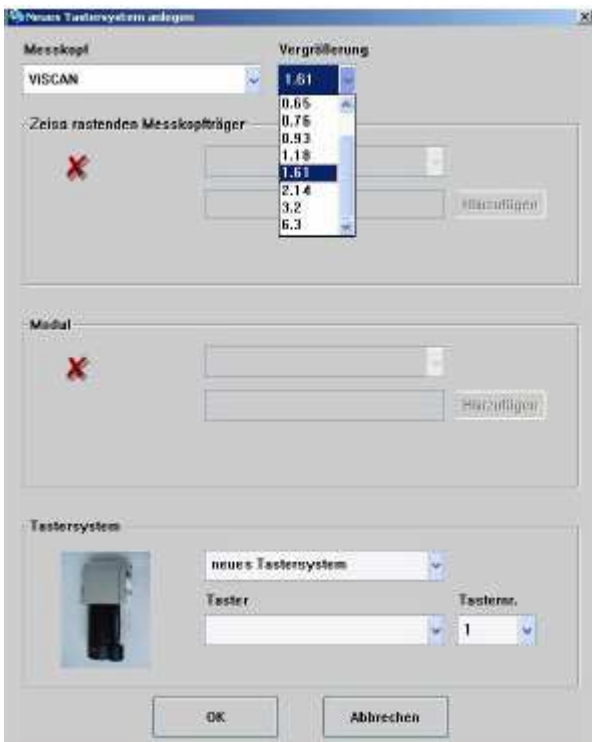 Neues Tastersystem anlegen
Messkopf
Vergrößerung
VISCAN
1.61
0.65
0.76
0.93
1.18
1.61
2.14
3.2
6.3
Zeiss rastenden Messkopfträger
Hinzufügen
Modul
Hinzufügen
Tastersystem
neues Tastersystem
Taster
Tasternr.
1
OK
Abbrechen